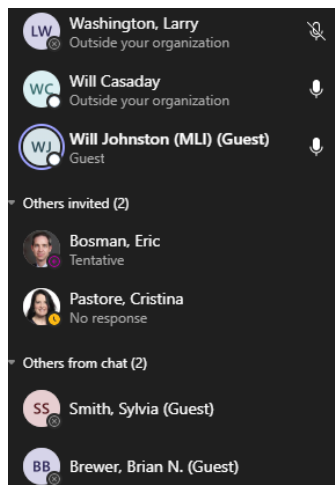 LW Washington, Larry
Outside your organization
WC Will Casaday
Outside your organization
WJ Will Johnston (MLI) (Guest)
Guest
Others invited (2)
Bosman, Eric
Tentative
Pastore, Cristina
No response
Others from chat (2)
SS Smith, Sylvia (Guest)
BB Brewer, Brian N. (Guest)